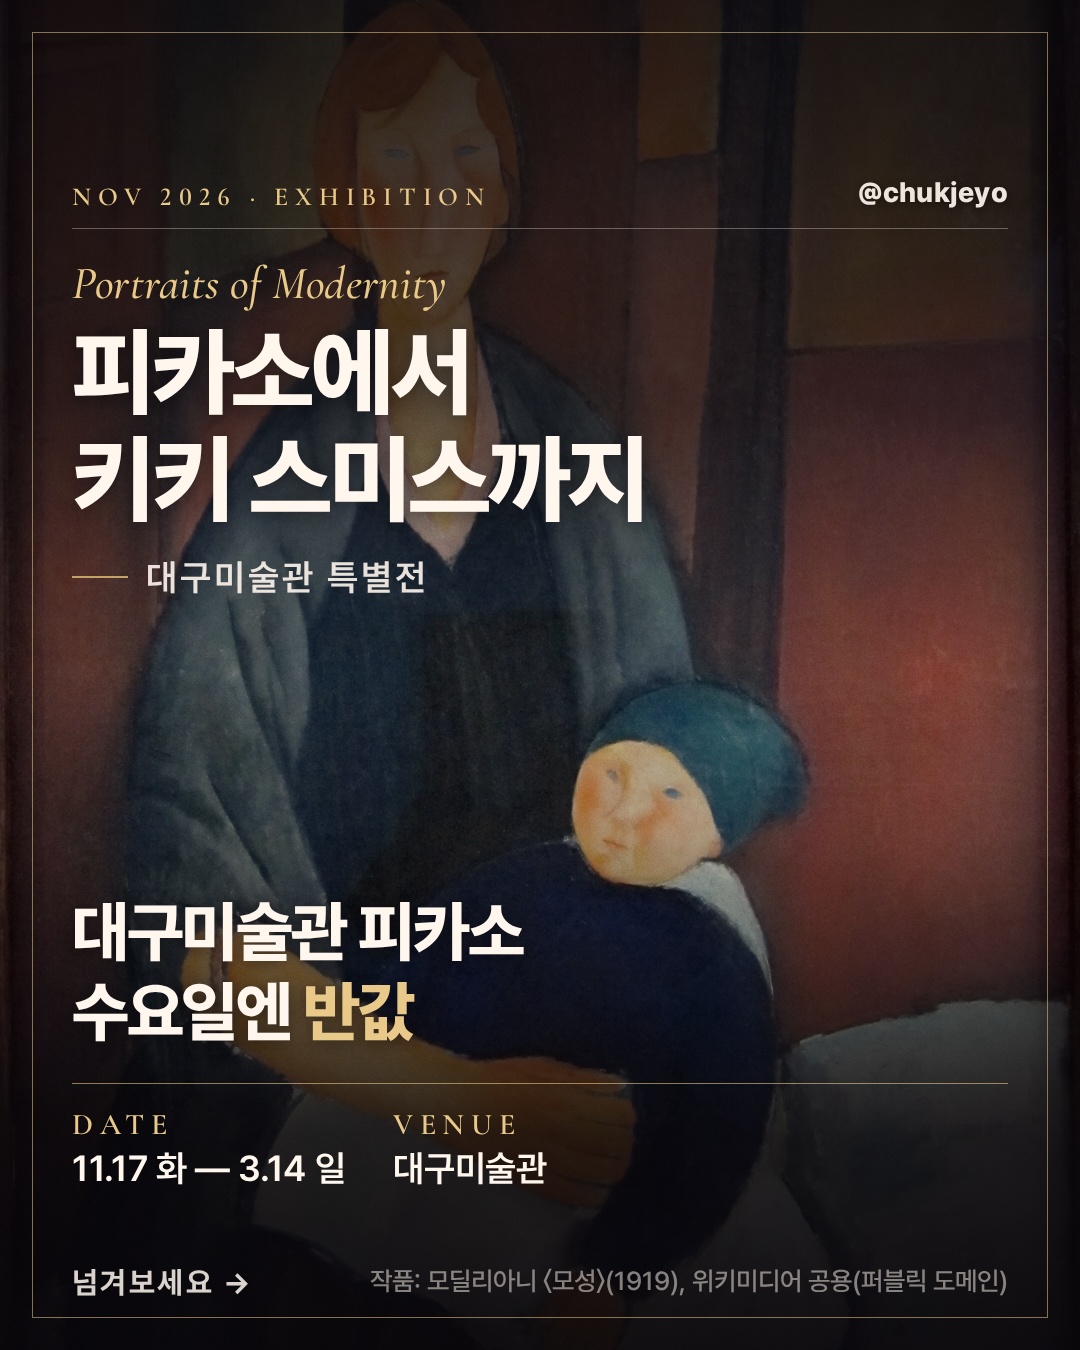 NOV 2026 · EXHIBITION
@chukjeyo
Portraits of Modernity
피카소에서
키키 스미스까지
대구미술관 특별전
대구미술관 피카소
수요일엔 반값
DATE
11.17 화 — 3.14 일
VENUE
대구미술관
넘겨보세요 →
작품: 모딜리아니 〈모성〉(1919), 위키미디어 공용(퍼블릭 도메인)